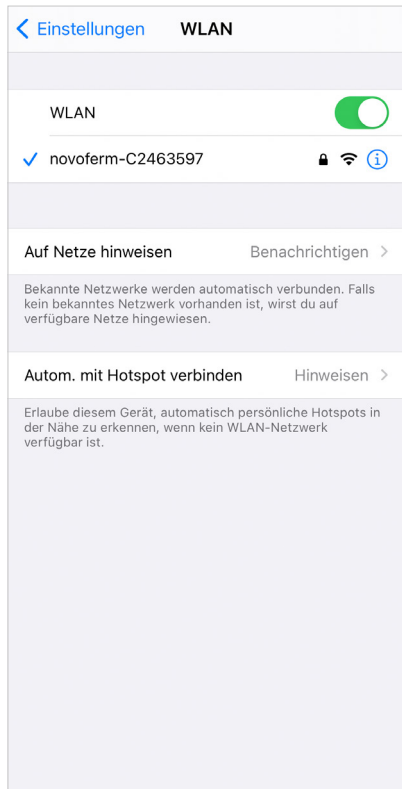 Einstellungen WLAN
WLAN
novoferm-C2463597
Auf Netze hinweisen Benachrichtigen
Bekannte Netzwerke werden automatisch verbunden. Falls
kein bekanntes Netzwerk vorhanden ist, wirst du auf
verfügbare Netze hingewiesen.
Autom. mit Hotspot verbinden Hinweisen
Erlaube diesem Gerät, automatisch persönliche Hotspots in
der Nähe zu erkennen, wenn kein WLAN-Netzwerk
verfügbar ist.